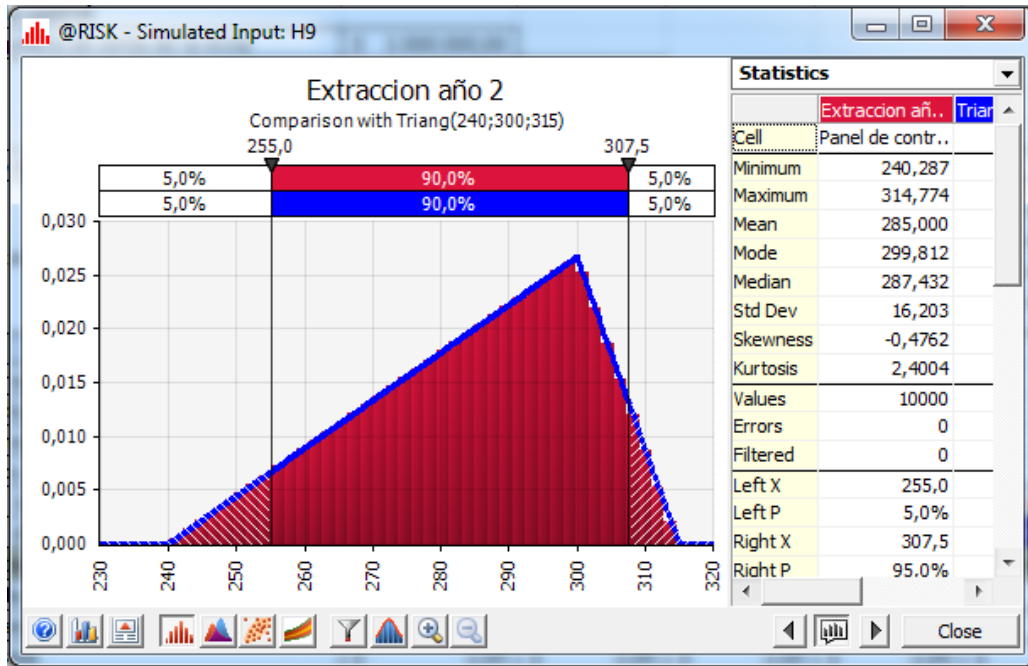 @RISK - Simulated Input: H9
Extraccion año 2
Comparison with Triang(240;300;315)
255,0 307,5
5,0% 90,0% 5,0%
5,0% 90,0% 5,0%
0,030
0,025
0,020
0,015
0,010
0,005
0,000
230 240 250 260 270 280 290 300 310 320
Statistics
Extraccion añ.. Triar
Cell Panel de contr..
Minimum 240,287
Maximum 314,774
Mean 285,000
Mode 299,812
Median 287,432
Std Dev 16,203
Skewness -0,4762
Kurtosis 2,4004
Values 10000
Errors 0
Filtered 0
Left X 255,0
Left P 5,0%
Right X 307,5
Right P 95,0%
Close